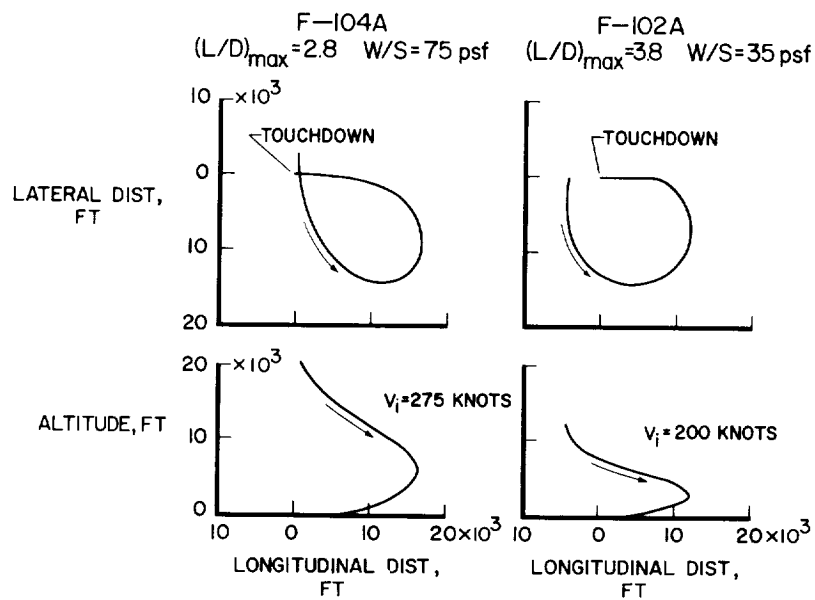 F-104A
(L/D)max=2.8 W/S=75 psf
F-102A
(L/D)max=3.8 W/S=35 psf
10 ×10³
TOUCHDOWN
TOUCHDOWN
0
LATERAL DIST,
FT
10
20
20 ×10³
Vi=275 KNOTS
ALTITUDE, FT
10
Vi=200 KNOTS
0
10 0 10 20×10³
10 0 10 20×10³
LONGITUDINAL DIST,
FT
LONGITUDINAL DIST,
FT